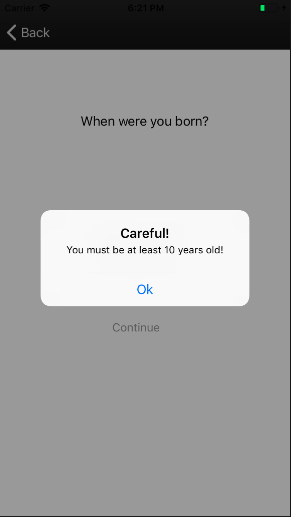 Carrier 6:21 PM
Back
When were you born?
Careful!
You must be at least 10 years old!
Ok
Continue